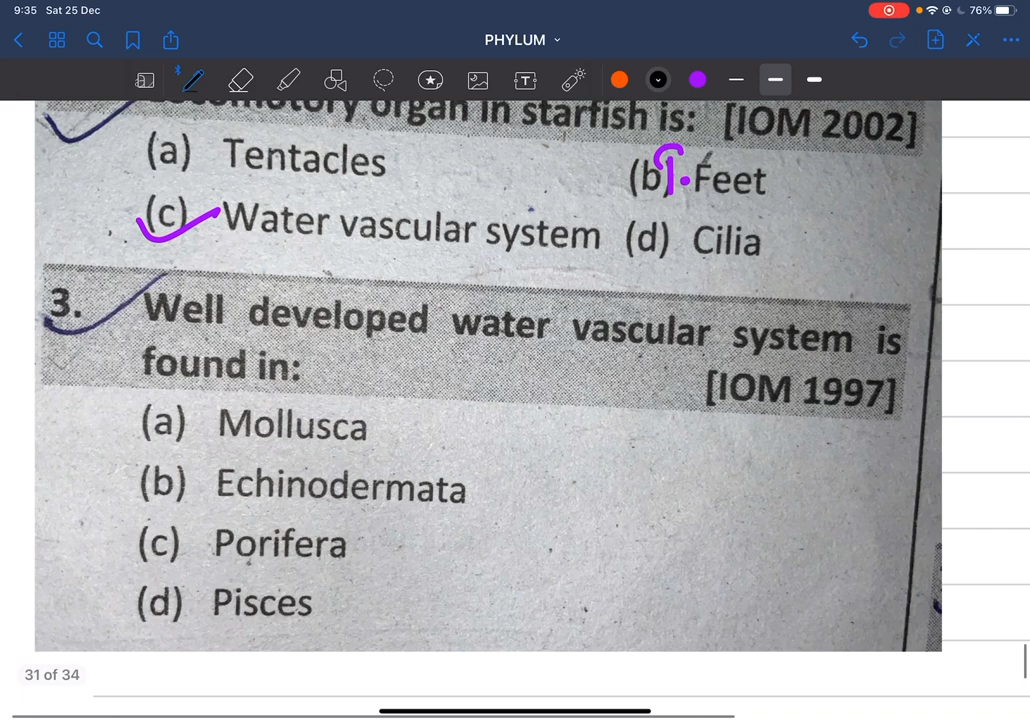 9:35 Sat 25 Dec
76%
PHYLUM
Locomotory organ in starfish is: [IOM 2002]
(a) Tentacles
(b) Feet
(c) Water vascular system (d) Cilia
3. Well developed water vascular system is
found in: [IOM 1997]
(a) Mollusca
(b) Echinodermata
(c) Porifera
(d) Pisces
31 of 34